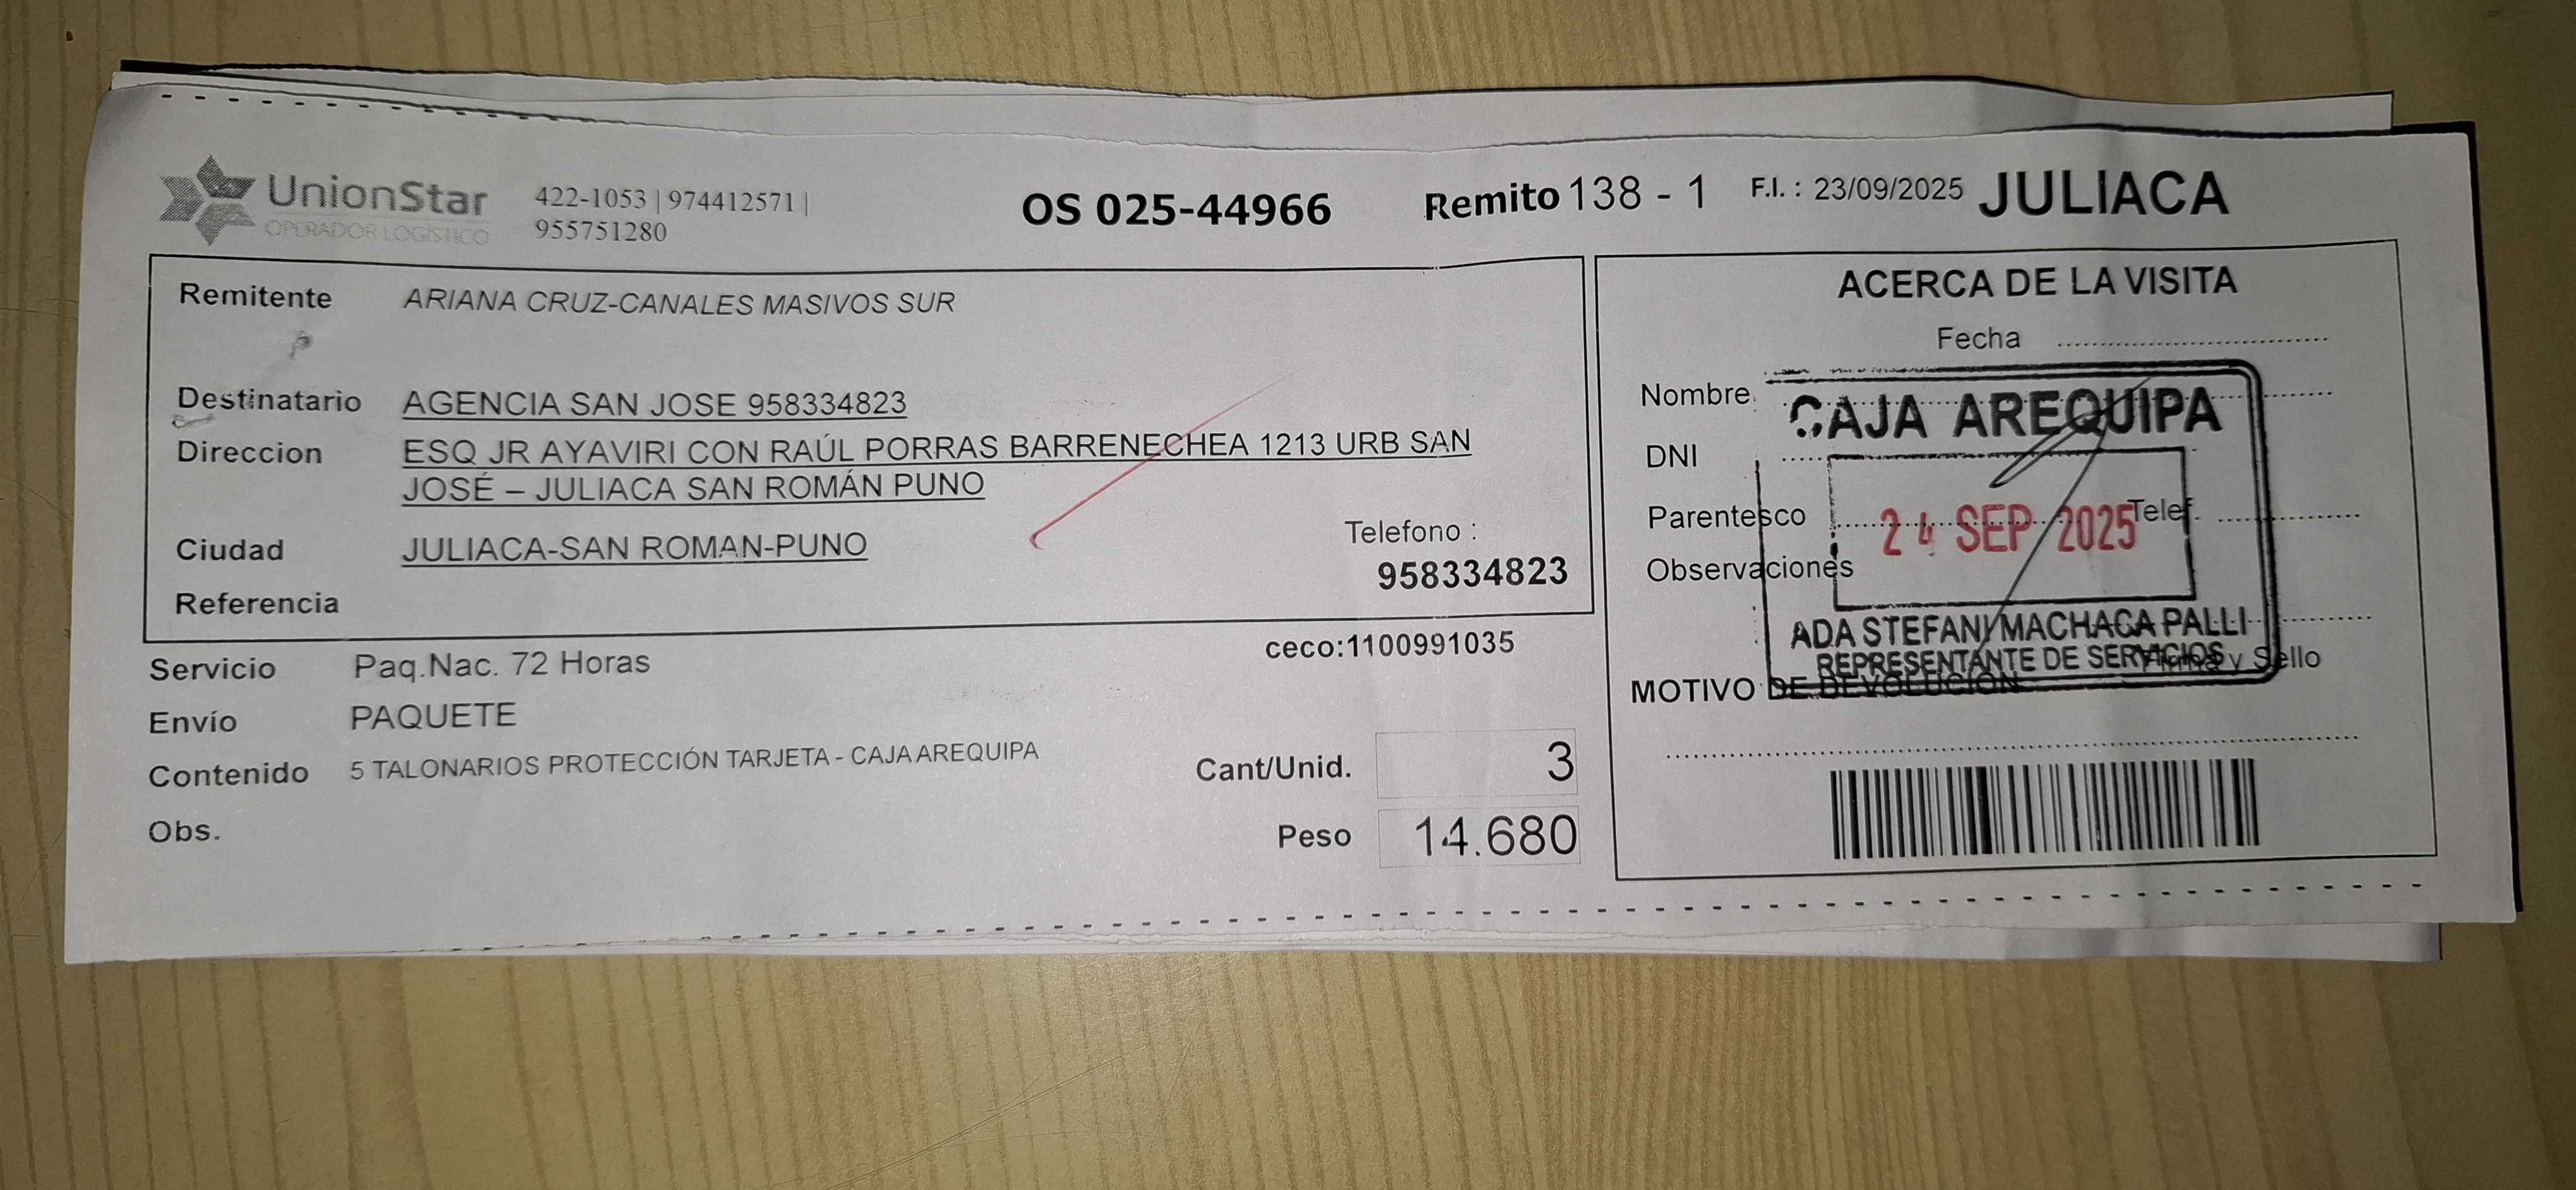 UnionStar
OPERADOR LOGÍSTICO
422-1053 | 974412571 |
955751280
OS 025-44966
Remito 138 - 1
F.I. : 23/09/2025
JULIACA
Remitente ARIANA CRUZ-CANALES MASIVOS SUR
Destinatario AGENCIA SAN JOSE 958334823
Direccion ESQ JR AYAVIRI CON RAÚL PORRAS BARRENECHEA 1213 URB SAN
JOSÉ – JULIACA SAN ROMÁN PUNO
Ciudad JULIACA-SAN ROMAN-PUNO
Telefono :
958334823
Referencia
ceco:1100991035
Servicio Paq.Nac. 72 Horas
Envío PAQUETE
Contenido 5 TALONARIOS PROTECCIÓN TARJETA - CAJA AREQUIPA
Cant/Unid. 3
Obs.
Peso 14.680
ACERCA DE LA VISITA
Fecha
Nombre
CAJA AREQUIPA
DNI
Parentesco
24 SEP 2025
Telef.
Observaciones
ADA STEFANI MACHACA PALLI
REPRESENTANTE DE SERVICIOS
Firma y Sello
MOTIVO DE DEVOLUCIÓN